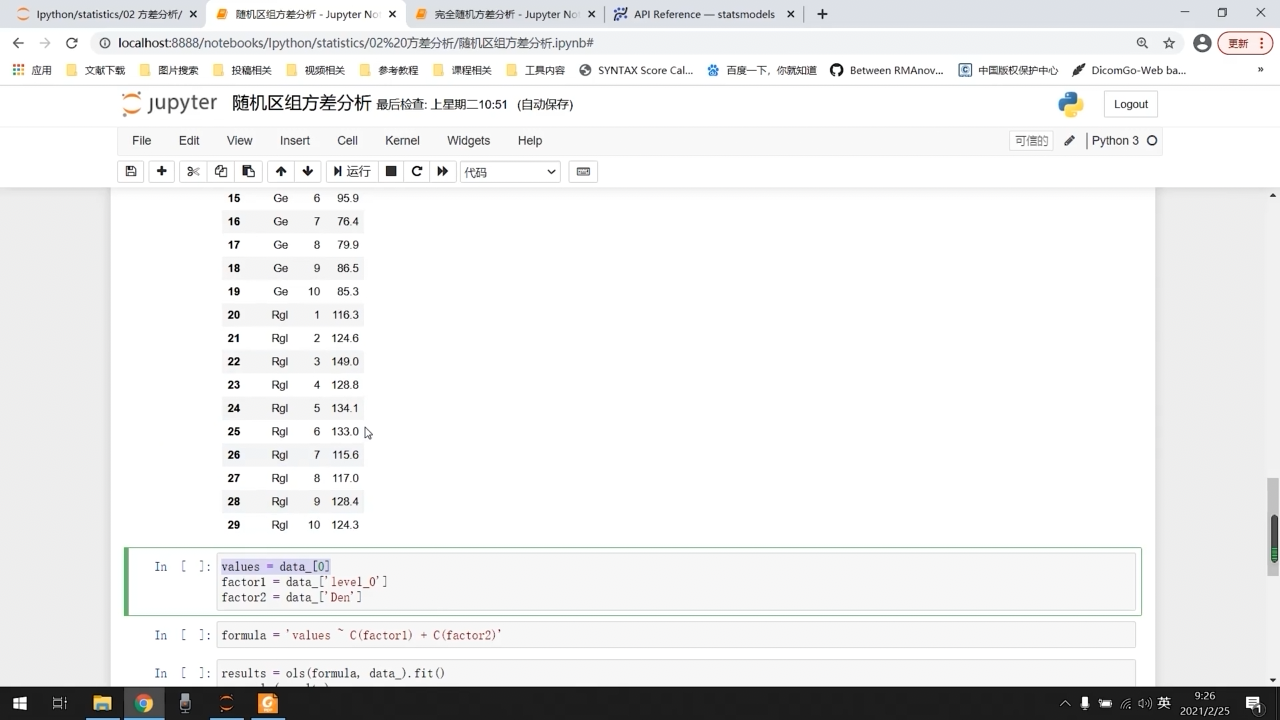 Ipython/statistics/02 方差分析/
随机区组方差分析 - Jupyter No
完全随机方差分析 - Jupyter Not
API Reference — statsmodels
localhost:8888/notebooks/Ipython/statistics/02%20方差分析/随机区组方差分析.ipynb#
更新
应用
文献下载
图片搜索
投稿相关
视频相关
参考教程
课程相关
工具内容
SYNTAX Score Cal...
百度一下，你就知道
Between RMAnov...
中国版权保护中心
DicomGo-Web ba...
»
jupyter 随机区组方差分析 最后检查: 上星期二10:51 (自动保存)
Logout
File Edit View Insert Cell Kernel Widgets Help
可信的
Python 3
运行
代码
15 Ge 6 95.9
16 Ge 7 76.4
17 Ge 8 79.9
18 Ge 9 86.5
19 Ge 10 85.3
20 Rgl 1 116.3
21 Rgl 2 124.6
22 Rgl 3 149.0
23 Rgl 4 128.8
24 Rgl 5 134.1
25 Rgl 6 133.0
26 Rgl 7 115.6
27 Rgl 8 117.0
28 Rgl 9 128.4
29 Rgl 10 124.3
In [ ]: values = data_[0]
factor1 = data_['level_0']
factor2 = data_['Den']
In [ ]: formula = 'values ~ C(factor1) + C(factor2)'
In [ ]: results = ols(formula, data_).fit()
英
9:26
2021/2/25
1